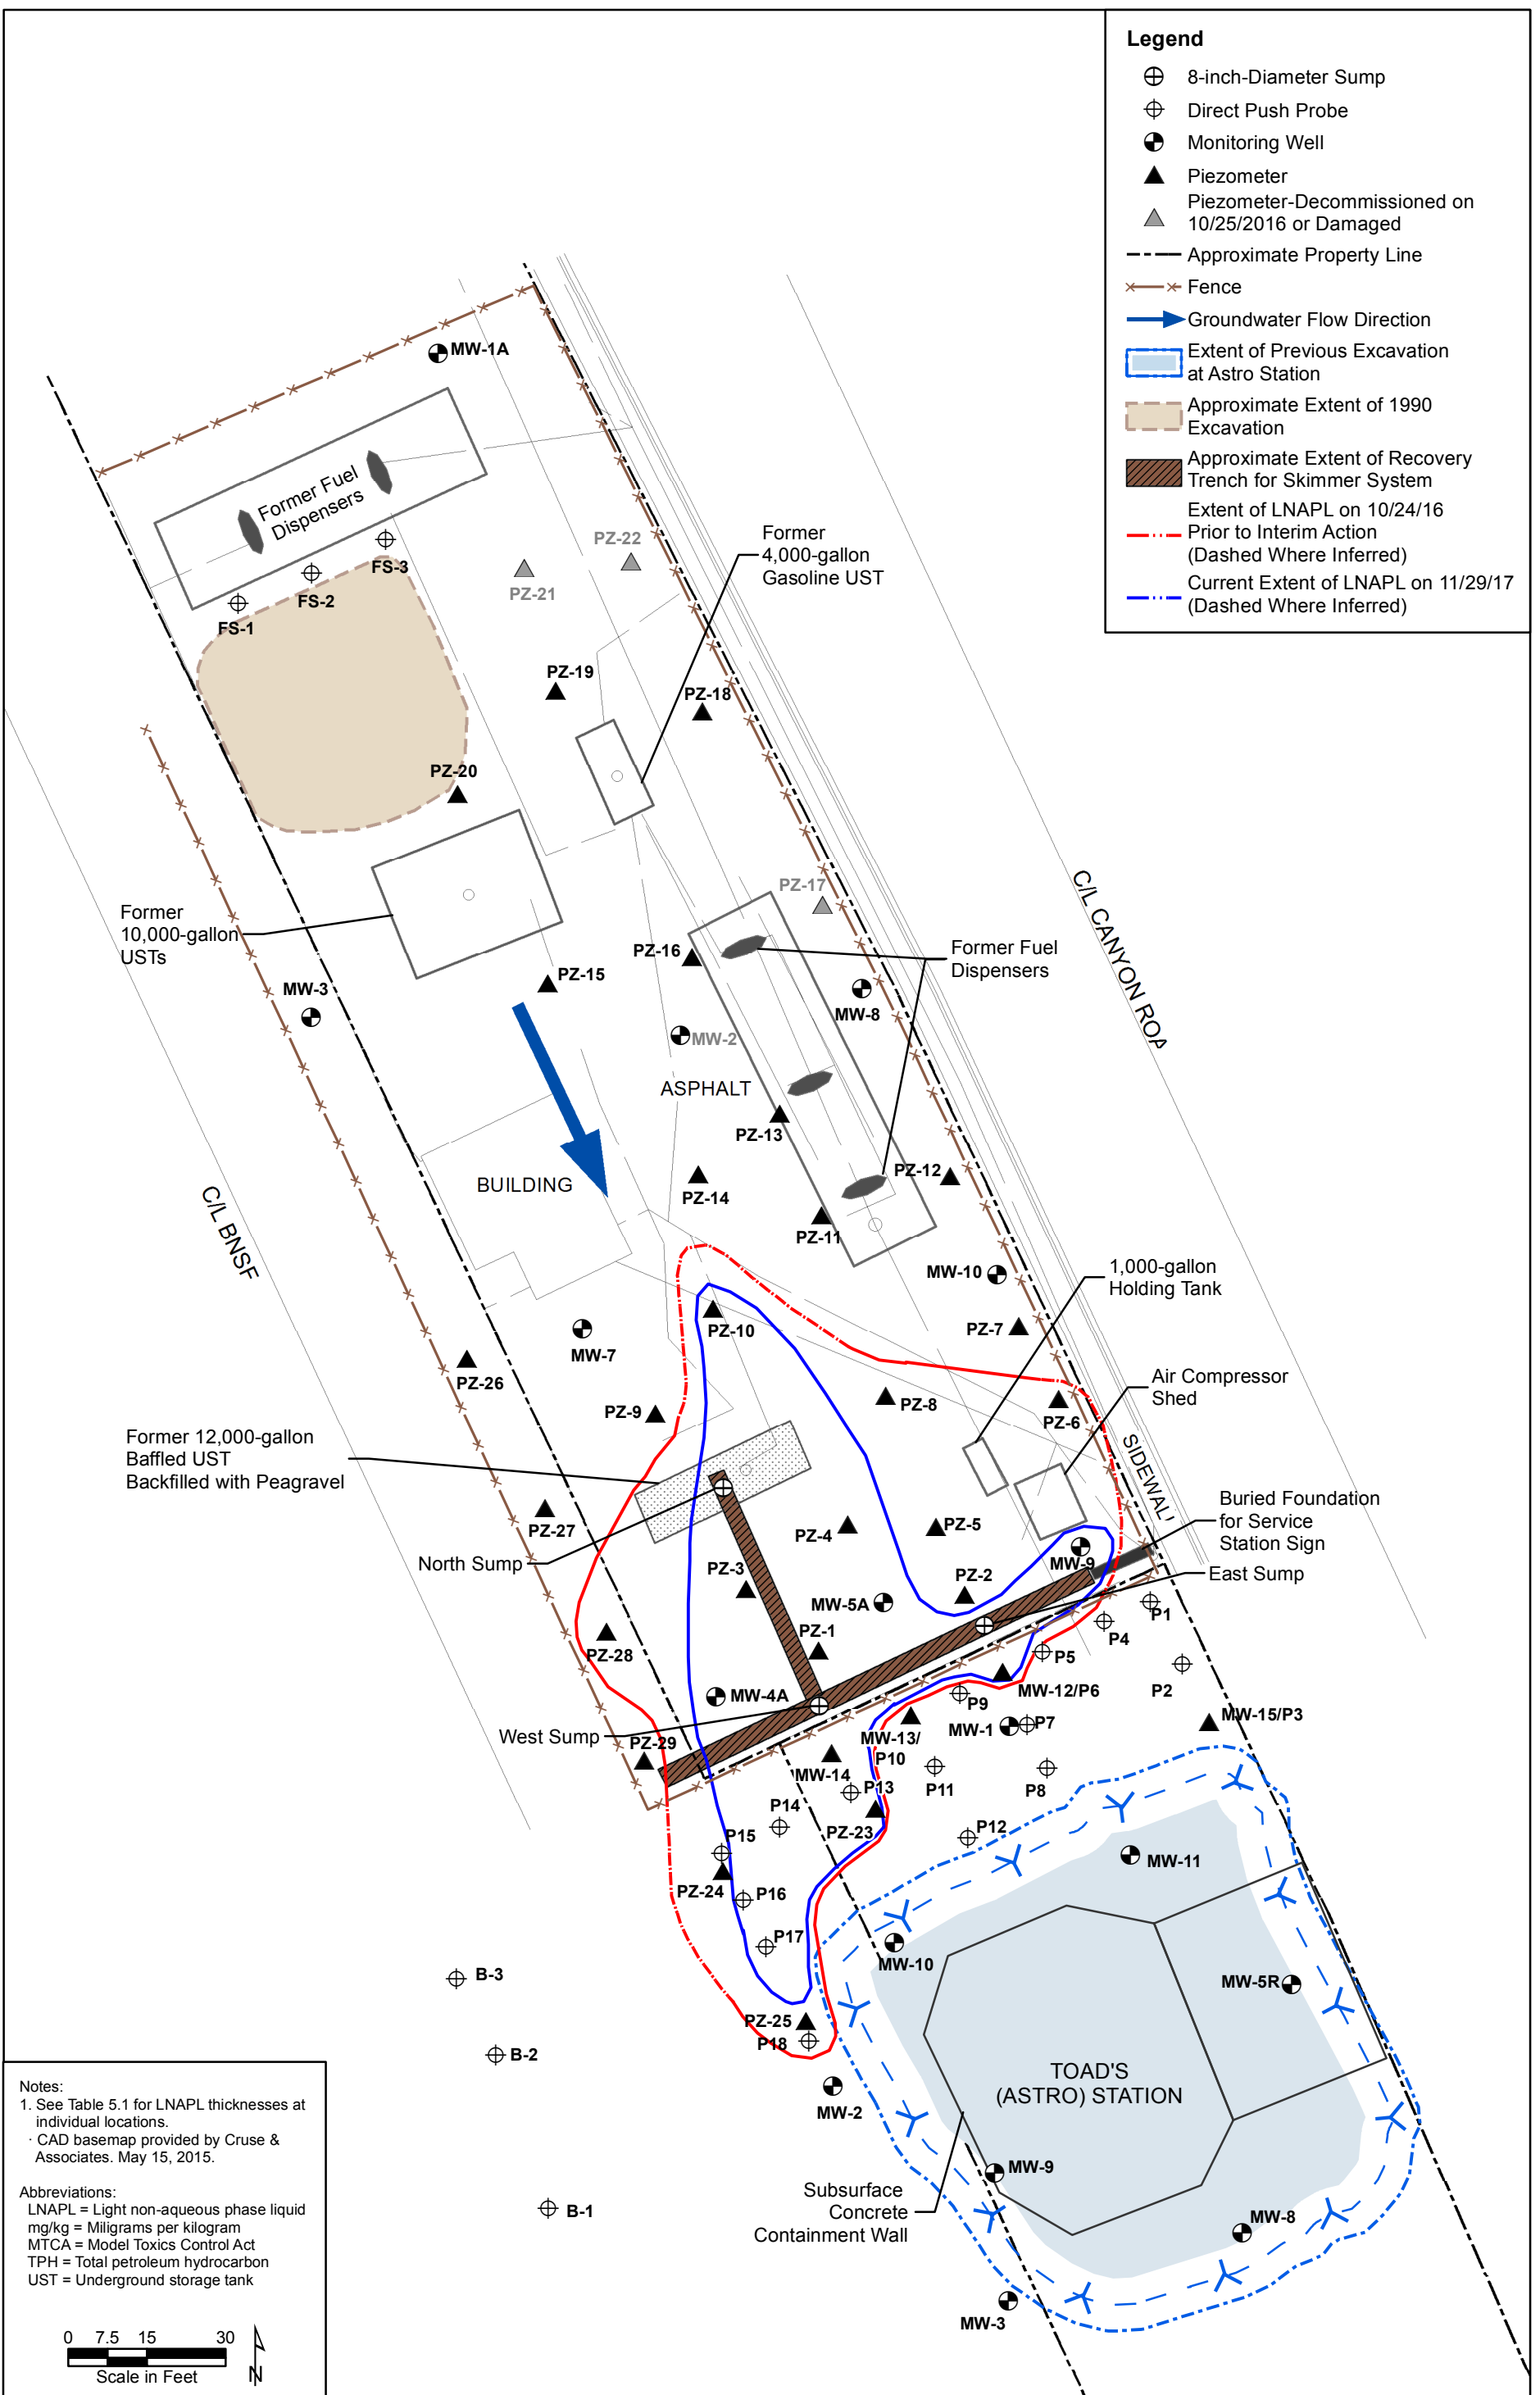 Legend
8-inch-Diameter Sump
Direct Push Probe
Monitoring Well
Piezometer
Piezometer-Decommissioned on
10/25/2016 or Damaged
Approximate Property Line
Fence
Groundwater Flow Direction
Extent of Previous Excavation
at Astro Station
Approximate Extent of 1990
Excavation
Approximate Extent of Recovery
Trench for Skimmer System
Extent of LNAPL on 10/24/16
Prior to Interim Action
(Dashed Where Inferred)
Current Extent of LNAPL on 11/29/17
(Dashed Where Inferred)
MW-1A
Former Fuel
Dispensers
FS-3
FS-2
FS-1
PZ-22
PZ-21
Former
4,000-gallon
Gasoline UST
PZ-19
PZ-18
PZ-20
PZ-17
Former
10,000-gallon
USTs
PZ-16
PZ-15
Former Fuel
Dispensers
C/L CANYON ROA
MW-3
MW-8
MW-2
ASPHALT
PZ-13
PZ-12
PZ-14
BUILDING
PZ-11
C/L BNSF
MW-10
1,000-gallon
Holding Tank
PZ-10
PZ-7
MW-7
PZ-26
PZ-8
PZ-6
Air Compressor
Shed
PZ-9
SIDEWAL
Former 12,000-gallon
Baffled UST
Backfilled with Peagravel
Buried Foundation
for Service
Station Sign
PZ-27
PZ-4
PZ-5
North Sump
MW-9
East Sump
PZ-3
PZ-2
MW-5A
P1
P4
PZ-28
PZ-1
P5
P2
MW-4A
MW-12/P6
P9
West Sump
PZ-29
MW-13/
P10
MW-1
P7
MW-15/P3
MW-14
P13
P11
P8
P14
PZ-23
P12
P15
MW-11
PZ-24
P16
P17
MW-10
B-3
MW-5R
PZ-25
P18
B-2
TOAD'S
(ASTRO) STATION
MW-2
MW-9
B-1
Subsurface
Concrete
Containment Wall
MW-8
MW-3
Notes:
1. See Table 5.1 for LNAPL thicknesses at
individual locations.
· CAD basemap provided by Cruse &
Associates. May 15, 2015.
Abbreviations:
LNAPL = Light non-aqueous phase liquid
mg/kg = Miligrams per kilogram
MTCA = Model Toxics Control Act
TPH = Total petroleum hydrocarbon
UST = Underground storage tank
0 7.5 15 30
Scale in Feet
N